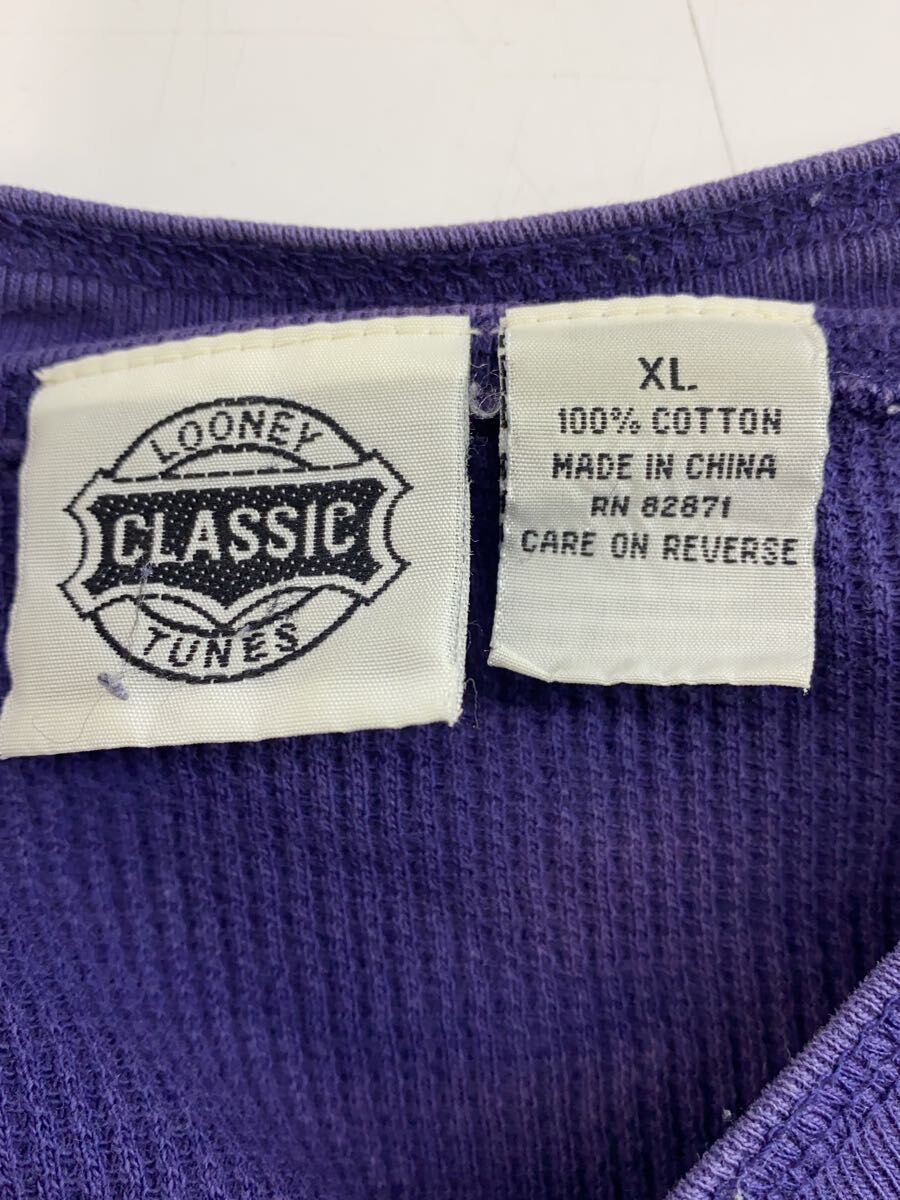 LOONEY
CLASSIC
TUNES
XL.
100% COTTON
MADE IN CHINA
RN 82871
CARE ON REVERSE